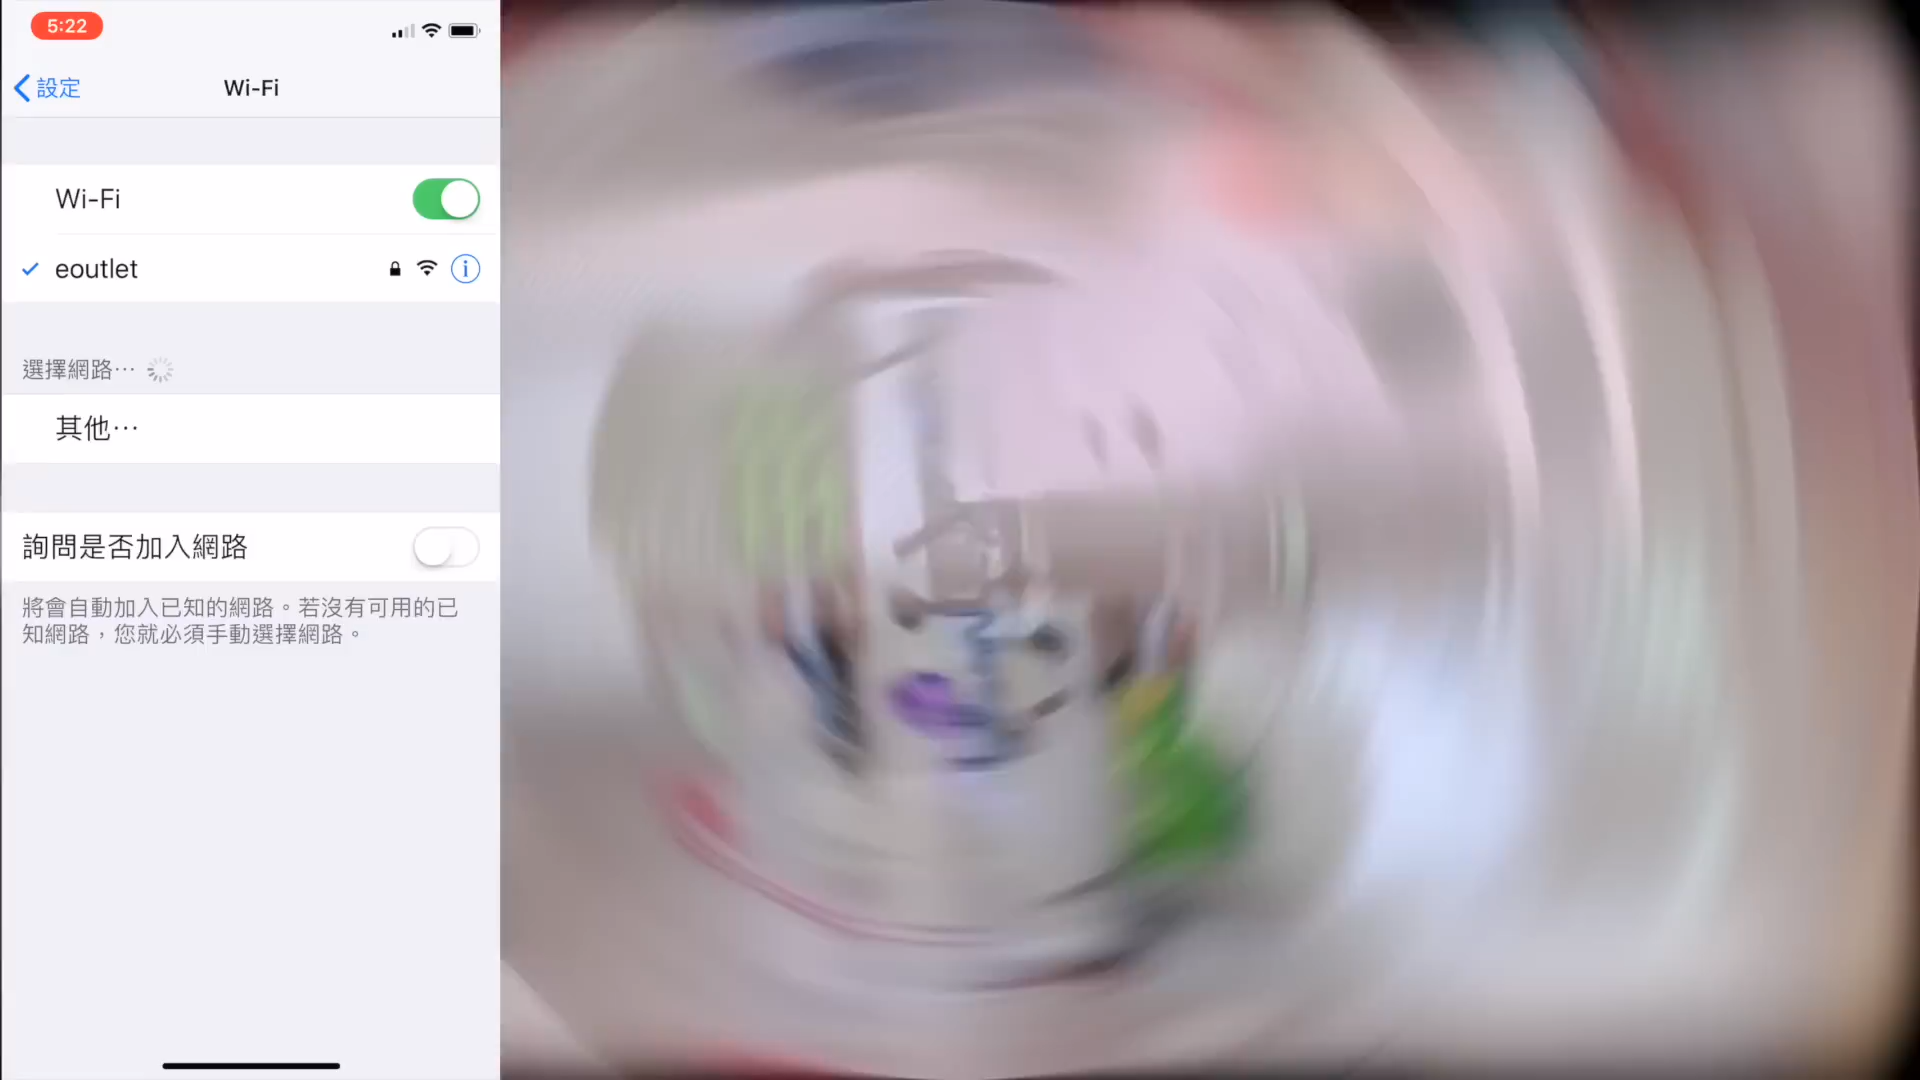 5:22
設定
Wi-Fi
Wi-Fi
eoutlet
選擇網路⋯
其他⋯
詢問是否加入網路
將會自動加入已知的網路。若沒有可用的已
知網路，您就必須手動選擇網路。